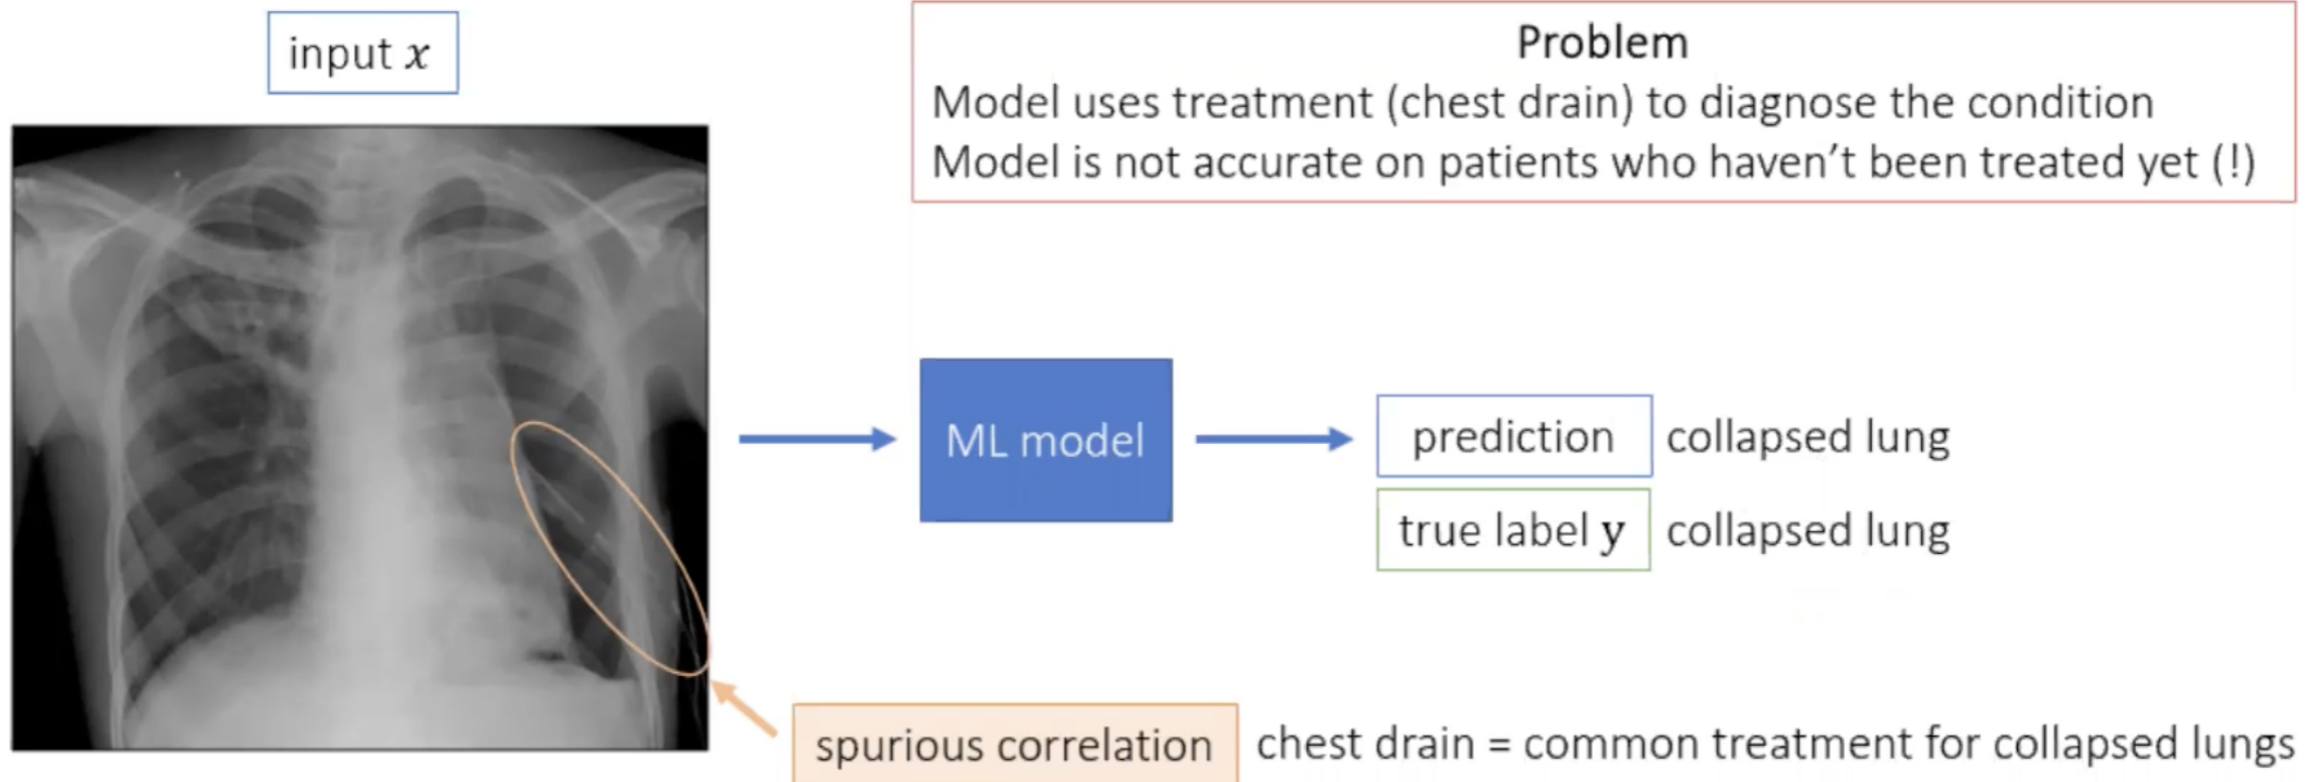 input x
Problem
Model uses treatment (chest drain) to diagnose the condition
Model is not accurate on patients who haven't been treated yet (!)
ML model
prediction collapsed lung
true label y collapsed lung
spurious correlation chest drain = common treatment for collapsed lungs